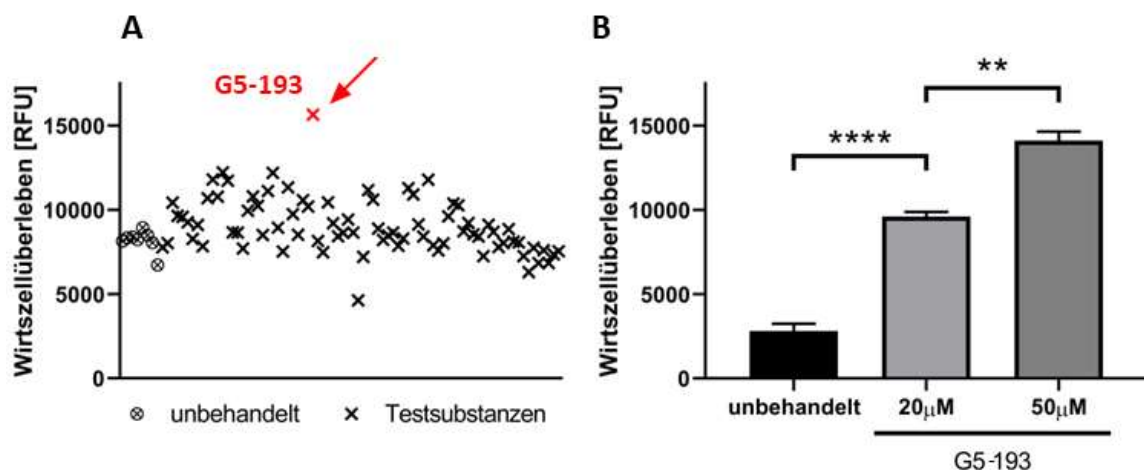 A
G5-193
Wirtszellüberleben [RFU]
15000
10000
5000
0
unbehandelt
Testsubstanzen
B
Wirtszellüberleben [RFU]
15000
10000
5000
0
****
**
unbehandelt
20µM
50µM
G5-193